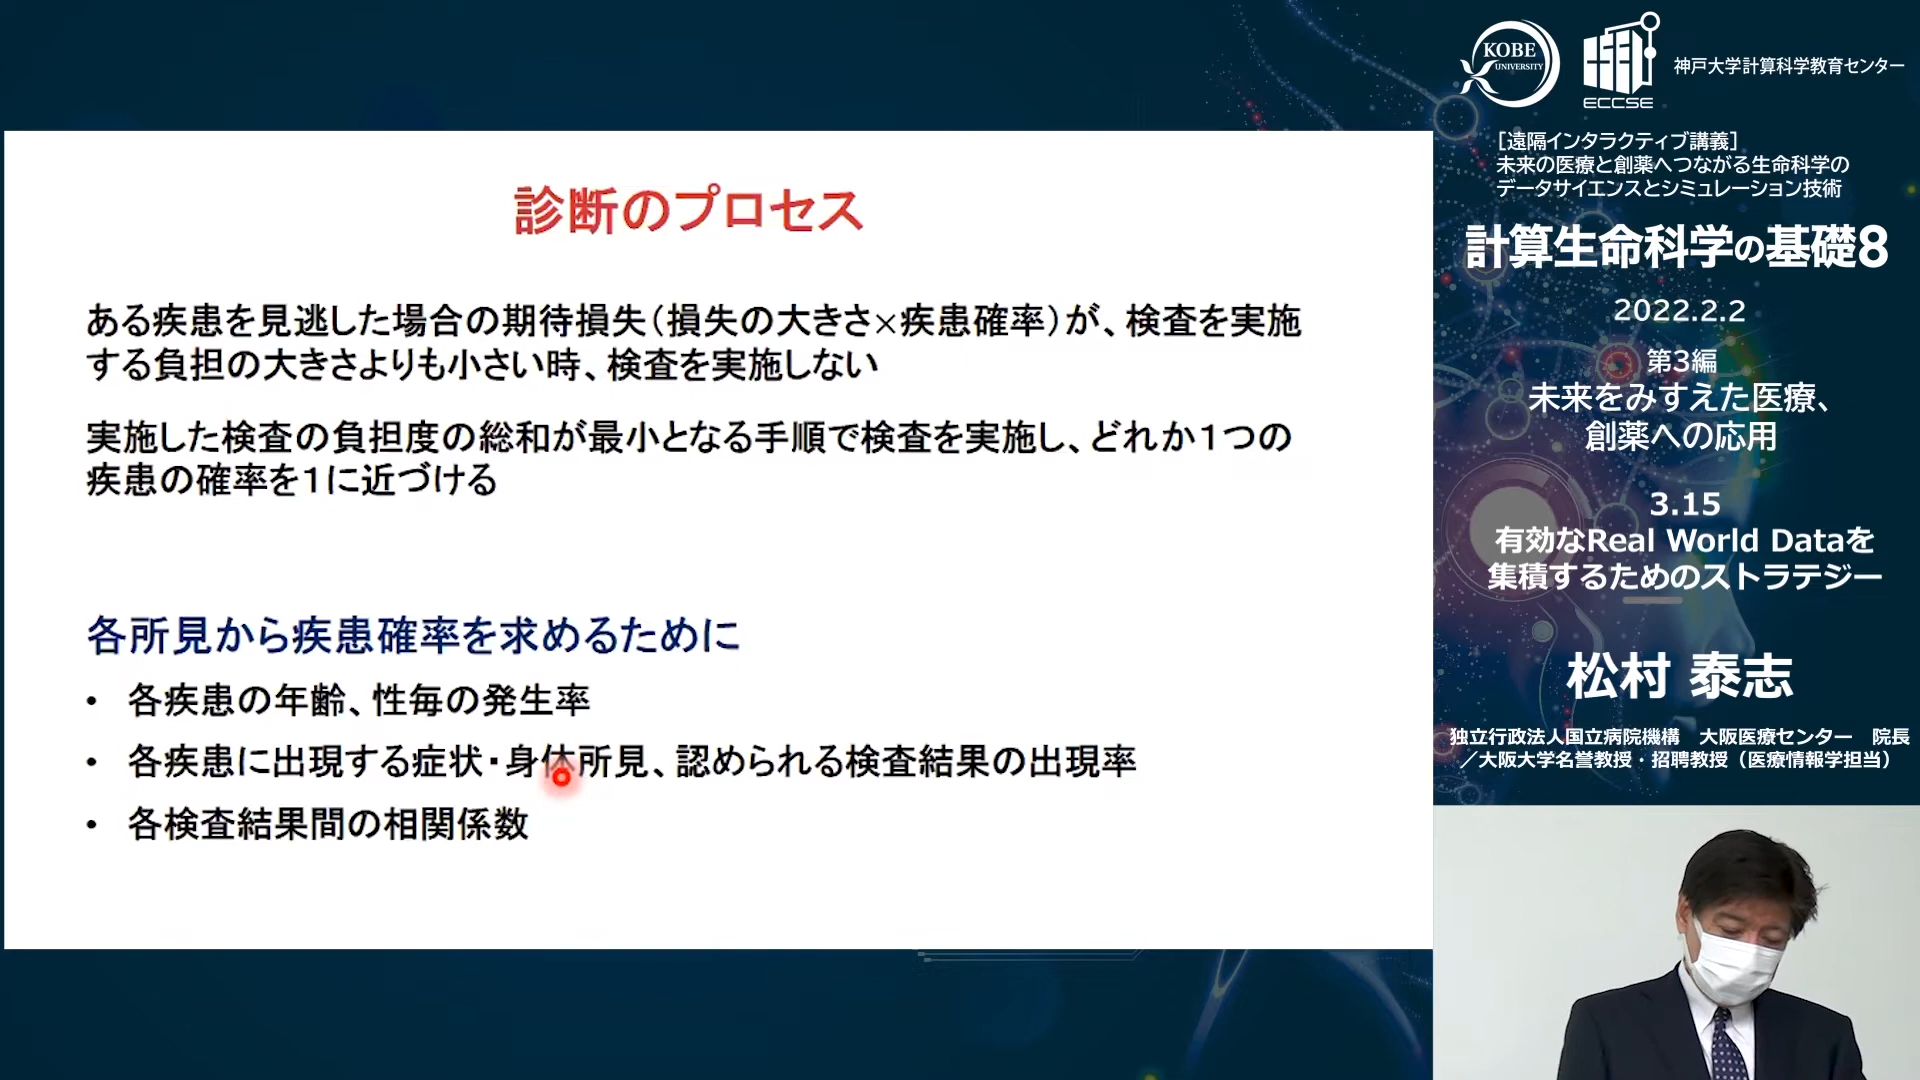 診断のプロセス
ある疾患を見逃した場合の期待損失（損失の大きさ×疾患確率）が、検査を実施
する負担の大きさよりも小さい時、検査を実施しない
実施した検査の負担度の総和が最小となる手順で検査を実施し、どれか１つの
疾患の確率を１に近づける
各所見から疾患確率を求めるために
• 各疾患の年齢、性毎の発生率
• 各疾患に出現する症状・身体所見、認められる検査結果の出現率
• 各検査結果間の相関係数
KOBE
UNIVERSITY
ECCSE
神戸大学計算科学教育センター
［遠隔インタラクティブ講義］
未来の医療と創薬へつながる生命科学の
データサイエンスとシミュレーション技術
計算生命科学の基礎8
2022.2.2
第3編
未来をみすえた医療、
創薬への応用
3.15
有効なReal World Dataを
集積するためのストラテジー
松村 泰志
独立行政法人国立病院機構　大阪医療センター　院長
／大阪大学名誉教授・招聘教授（医療情報学担当）